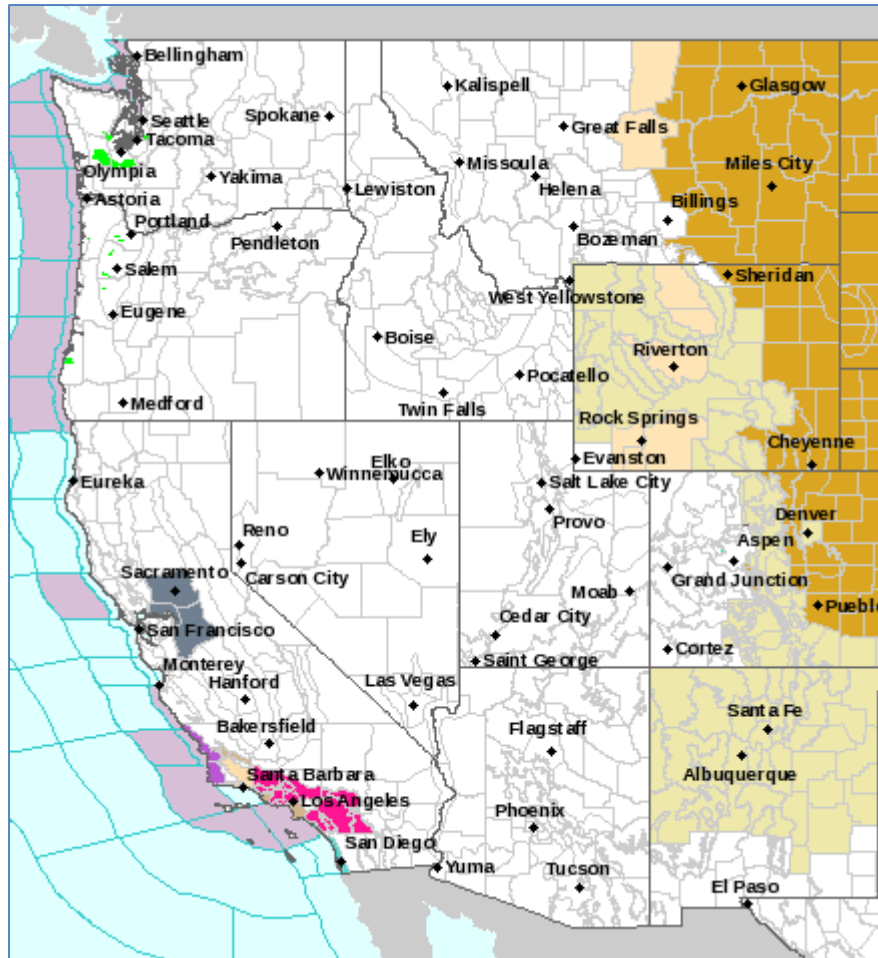 Bellingham
Kalispell
Glasgow
Seattle
Spokane
Great Falls
Tacoma
Miles City
Missoula
Olympia
Yakima
Helena
Lewiston
Astoria
Billings
Portland
Pendleton
Bozeman
Salem
Sheridan
West Yellowstone
Eugene
Boise
Riverton
Pocatello
Medford
Twin Falls
Rock Springs
Cheyenne
Elko
Evanston
Eureka
Winnemucca
Salt Lake City
Provo
Denver
Reno
Ely
Aspen
Sacramento
Carson City
Moab
Grand Junction
Pueblo
Cedar City
San Francisco
Cortez
Monterey
Saint George
Hanford
Las Vegas
Bakersfield
Flagstaff
Santa Fe
Albuquerque
Santa Barbara
Los Angeles
Phoenix
San Diego
Yuma
Tucson
El Paso